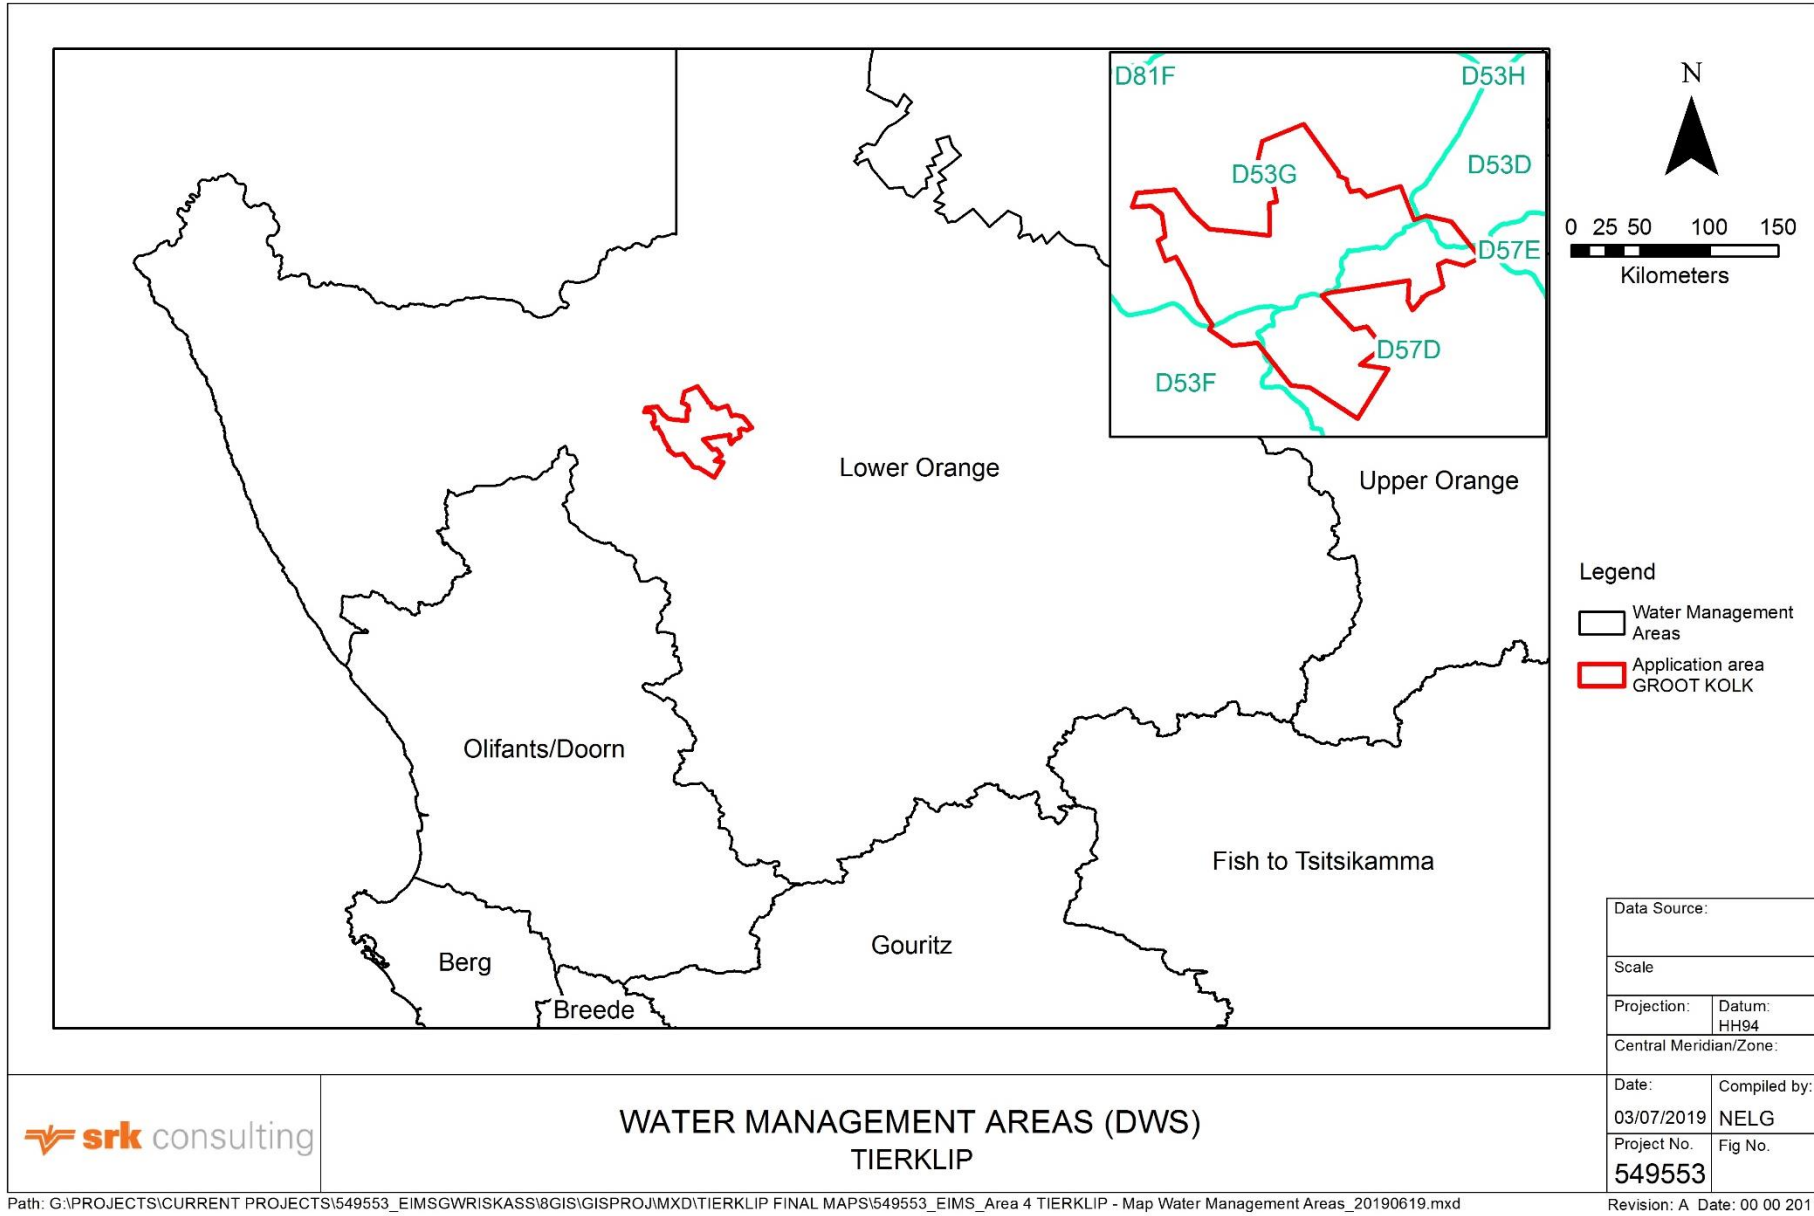 D81F
D53H
D53G
D53D
D57E
D57D
D53F
N
0 25 50 100 150
Kilometers
Lower Orange
Upper Orange
Olifants/Doorn
Fish to Tsitsikamma
Gouritz
Berg
Breede
Legend
Water Management
Areas
Application area
GROOT KOLK
Data Source:
Scale
Projection:
Datum:
HH94
Central Meridian/Zone:
Date:
03/07/2019
Compiled by:
NELG
Project No.
549553
Fig No.
srk consulting
WATER MANAGEMENT AREAS (DWS)
TIERKLIP
Path: G:\PROJECTS\CURRENT PROJECTS\549553_EIMSGWRISKASS\8GIS\GISPROJ\MXD\TIERKLIP FINAL MAPS\549553_EIMS_Area 4 TIERKLIP - Map Water Management Areas_20190619.mxd
Revision: A Date: 00 00 201